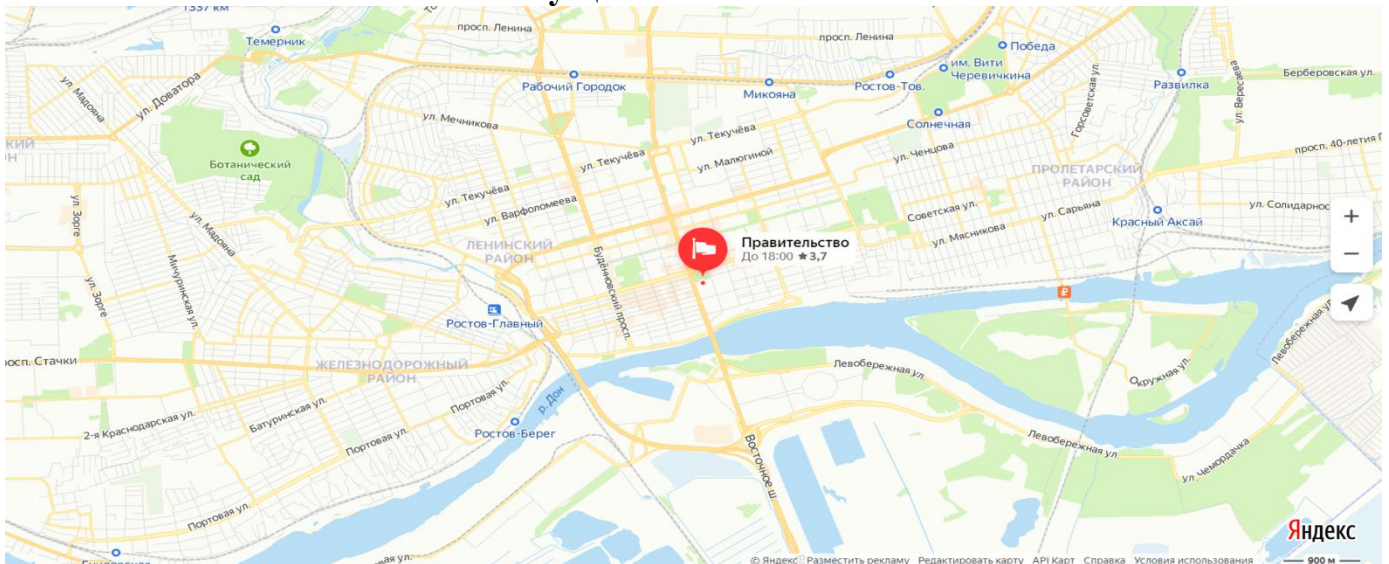 1337 км
Темерник
просп. Ленина
просп. Ленина
Победа
им. Вити
Черевичкина
Развилка
Берберовская ул.
ул. Вересаева
ул. Мадояна
ул. Доватора
Рабочий Городок
Микояна
Ростов-Тов.
Горсоветская ул.
ул. Мечникова
Солнечная
ул. Текучёва
ул. Текучёва
ул. Малюгиной
ул. Ченцова
просп. 40-летия
Ботанический
сад
ПРОЛЕТАРСКИЙ
РАЙОН
ул. Текучёва
ул. Варфоломеева
Советская ул.
ул. Сарьяна
ул. Солидарнос
Красный Аксай
ул. Зорге
ул. Мадояна
ЛЕНИНСКИЙ
РАЙОН
Правительство
До 18:00 ★ 3,7
ул. Мясникова
+
−
ул. Зорге
Мичуринская ул.
Будённовский просп.
Ростов-Главный
Левобережная ул.
росп. Стачки
ЖЕЛЕЗНОДОРОЖНЫЙ
РАЙОН
Левобережная ул.
Окружная ул.
Портовая ул.
р. Дон
Батуринская ул.
2-я Краснодарская ул.
Портовая ул.
Ростов-Берег
Восточное ш.
Левобережная ул.
ул. Чемордачка
Портовая ул.
Яндекс
© Яндекс Разместить рекламу Редактировать карту API Карт Справка Условия использования
900 м